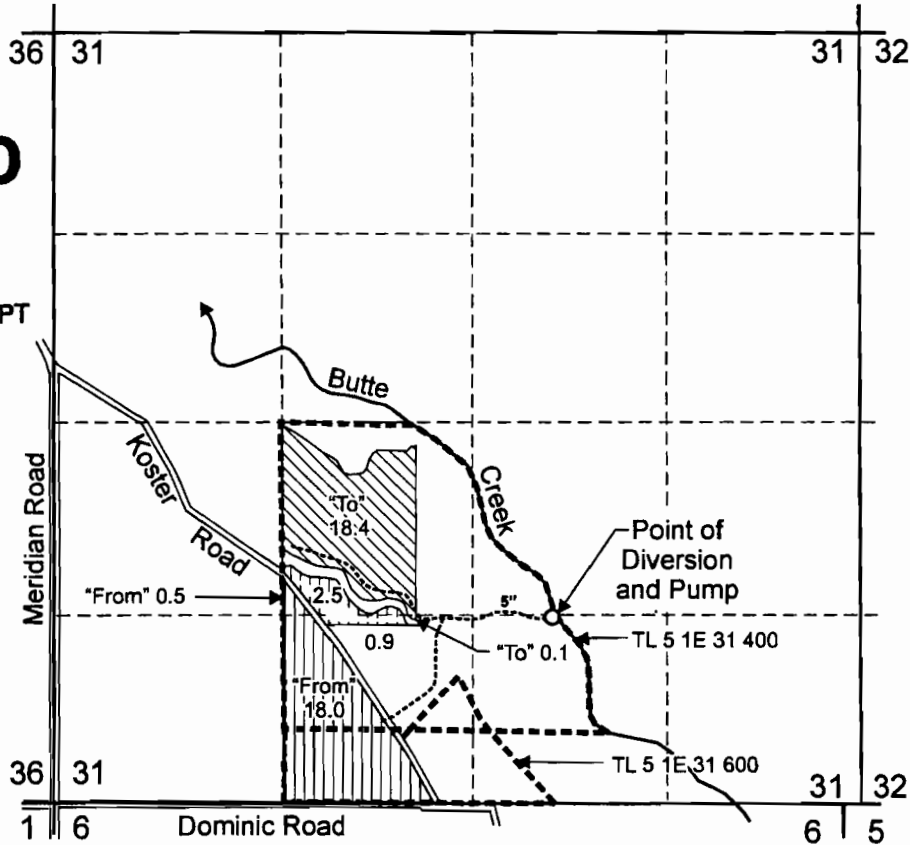 36 31
31 32
PT
Butte
Creek
Koster
Road
Meridian Road
"To"
18.4
Point of
Diversion
and Pump
"From" 0.5
2.5
5"
TL 5 1E 31 400
0.9
"To" 0.1
"From"
18.0
TL 5 1E 31 600
36 31
31 32
1 6
Dominic Road
6 5